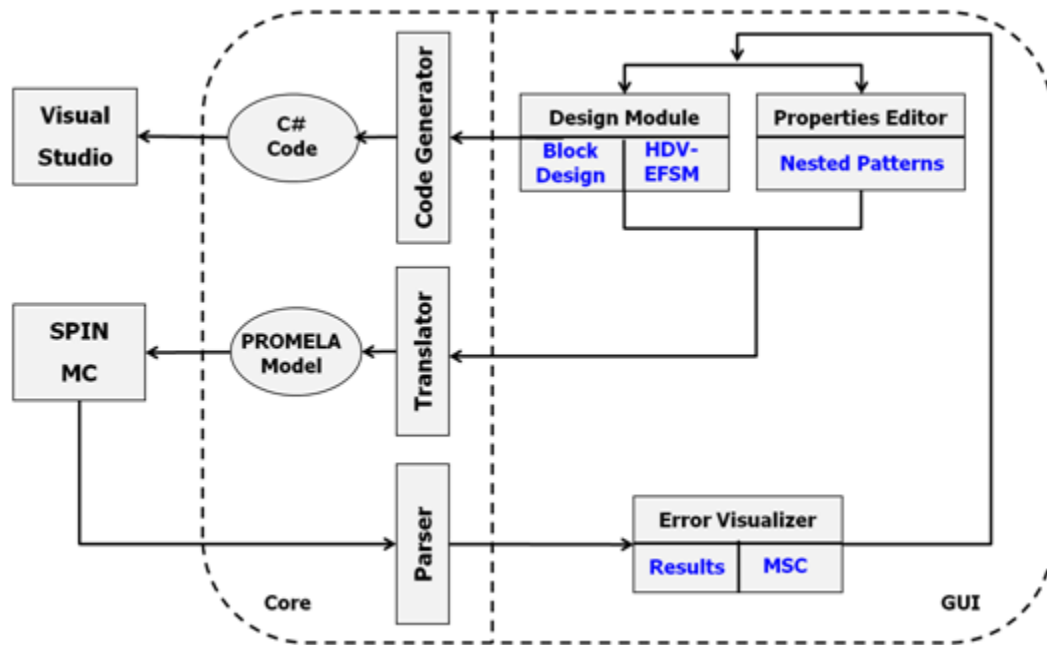 Visual
Studio
C#
Code
Code Generator
Design Module
Block
Design
HDV-
EFSM
Properties Editor
Nested Patterns
SPIN
MC
PROMELA
Model
Translator
Parser
Error Visualizer
Results
MSC
Core
GUI